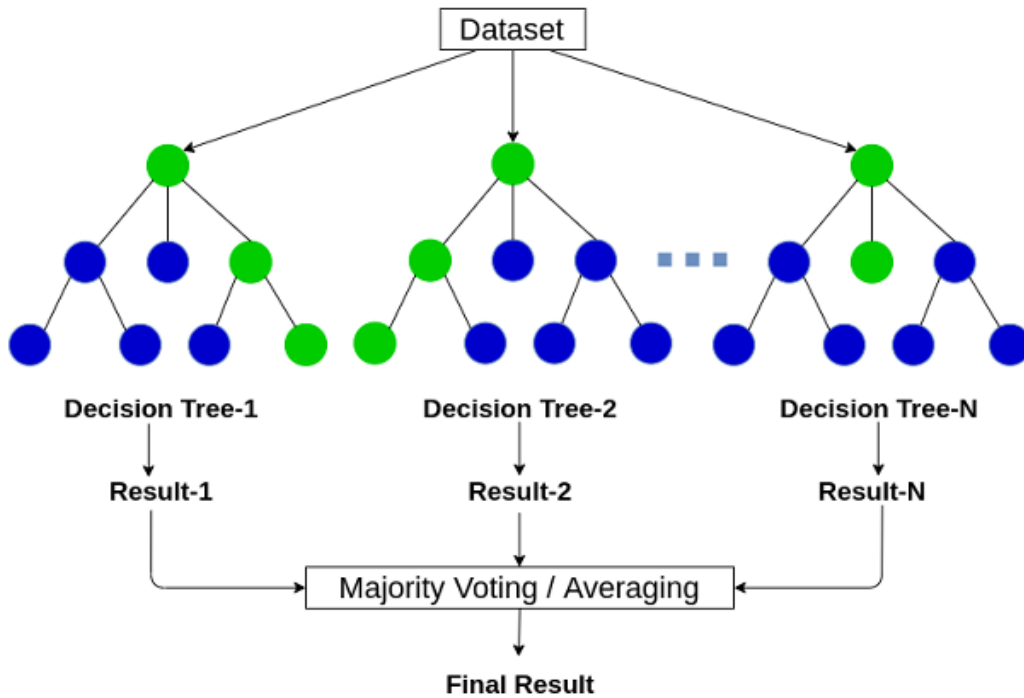 Dataset
Decision Tree-1
Decision Tree-2
Decision Tree-N
Result-1
Result-2
Result-N
Majority Voting / Averaging
Final Result